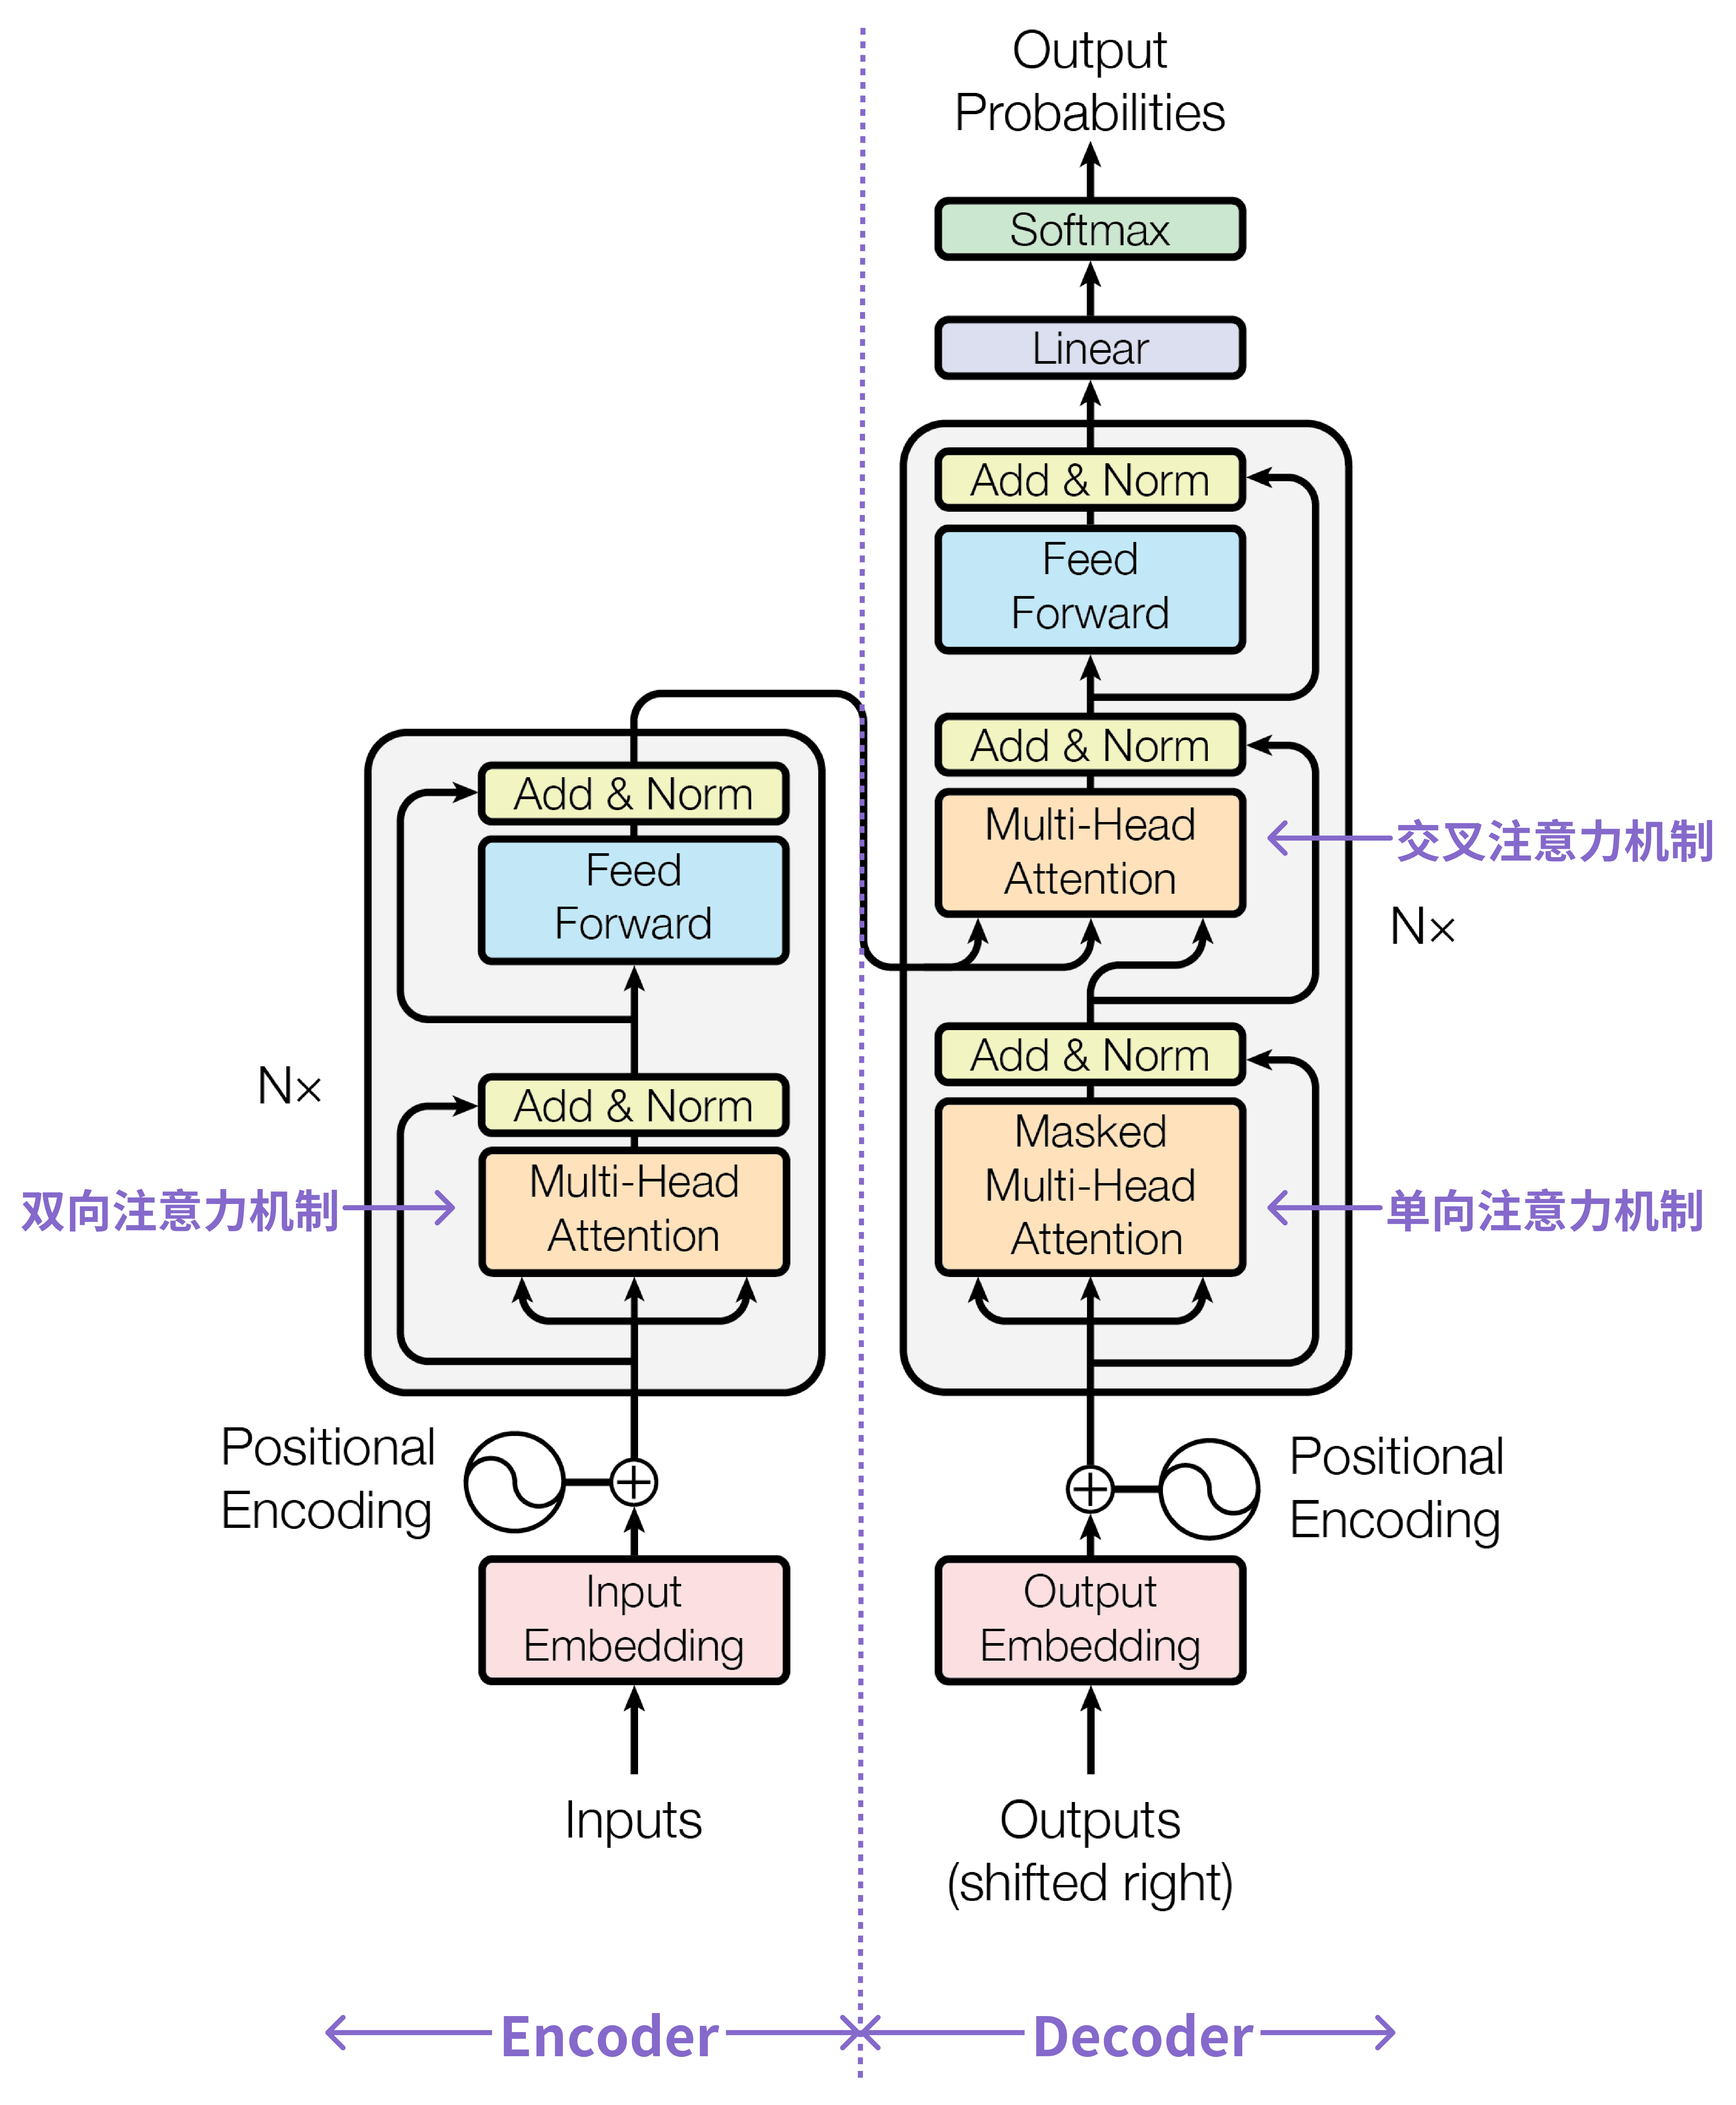 Output
Probabilities
Softmax
Linear
Add & Norm
Feed
Forward
Add & Norm
Multi-Head
Attention
交叉注意力机制
N×
Add & Norm
Masked
Multi-Head
Attention
单向注意力机制
Positional
Encoding
Output
Embedding
Outputs
(shifted right)
Add & Norm
Feed
Forward
N×
Add & Norm
Multi-Head
Attention
双向注意力机制
Positional
Encoding
Input
Embedding
Inputs
Encoder
Decoder